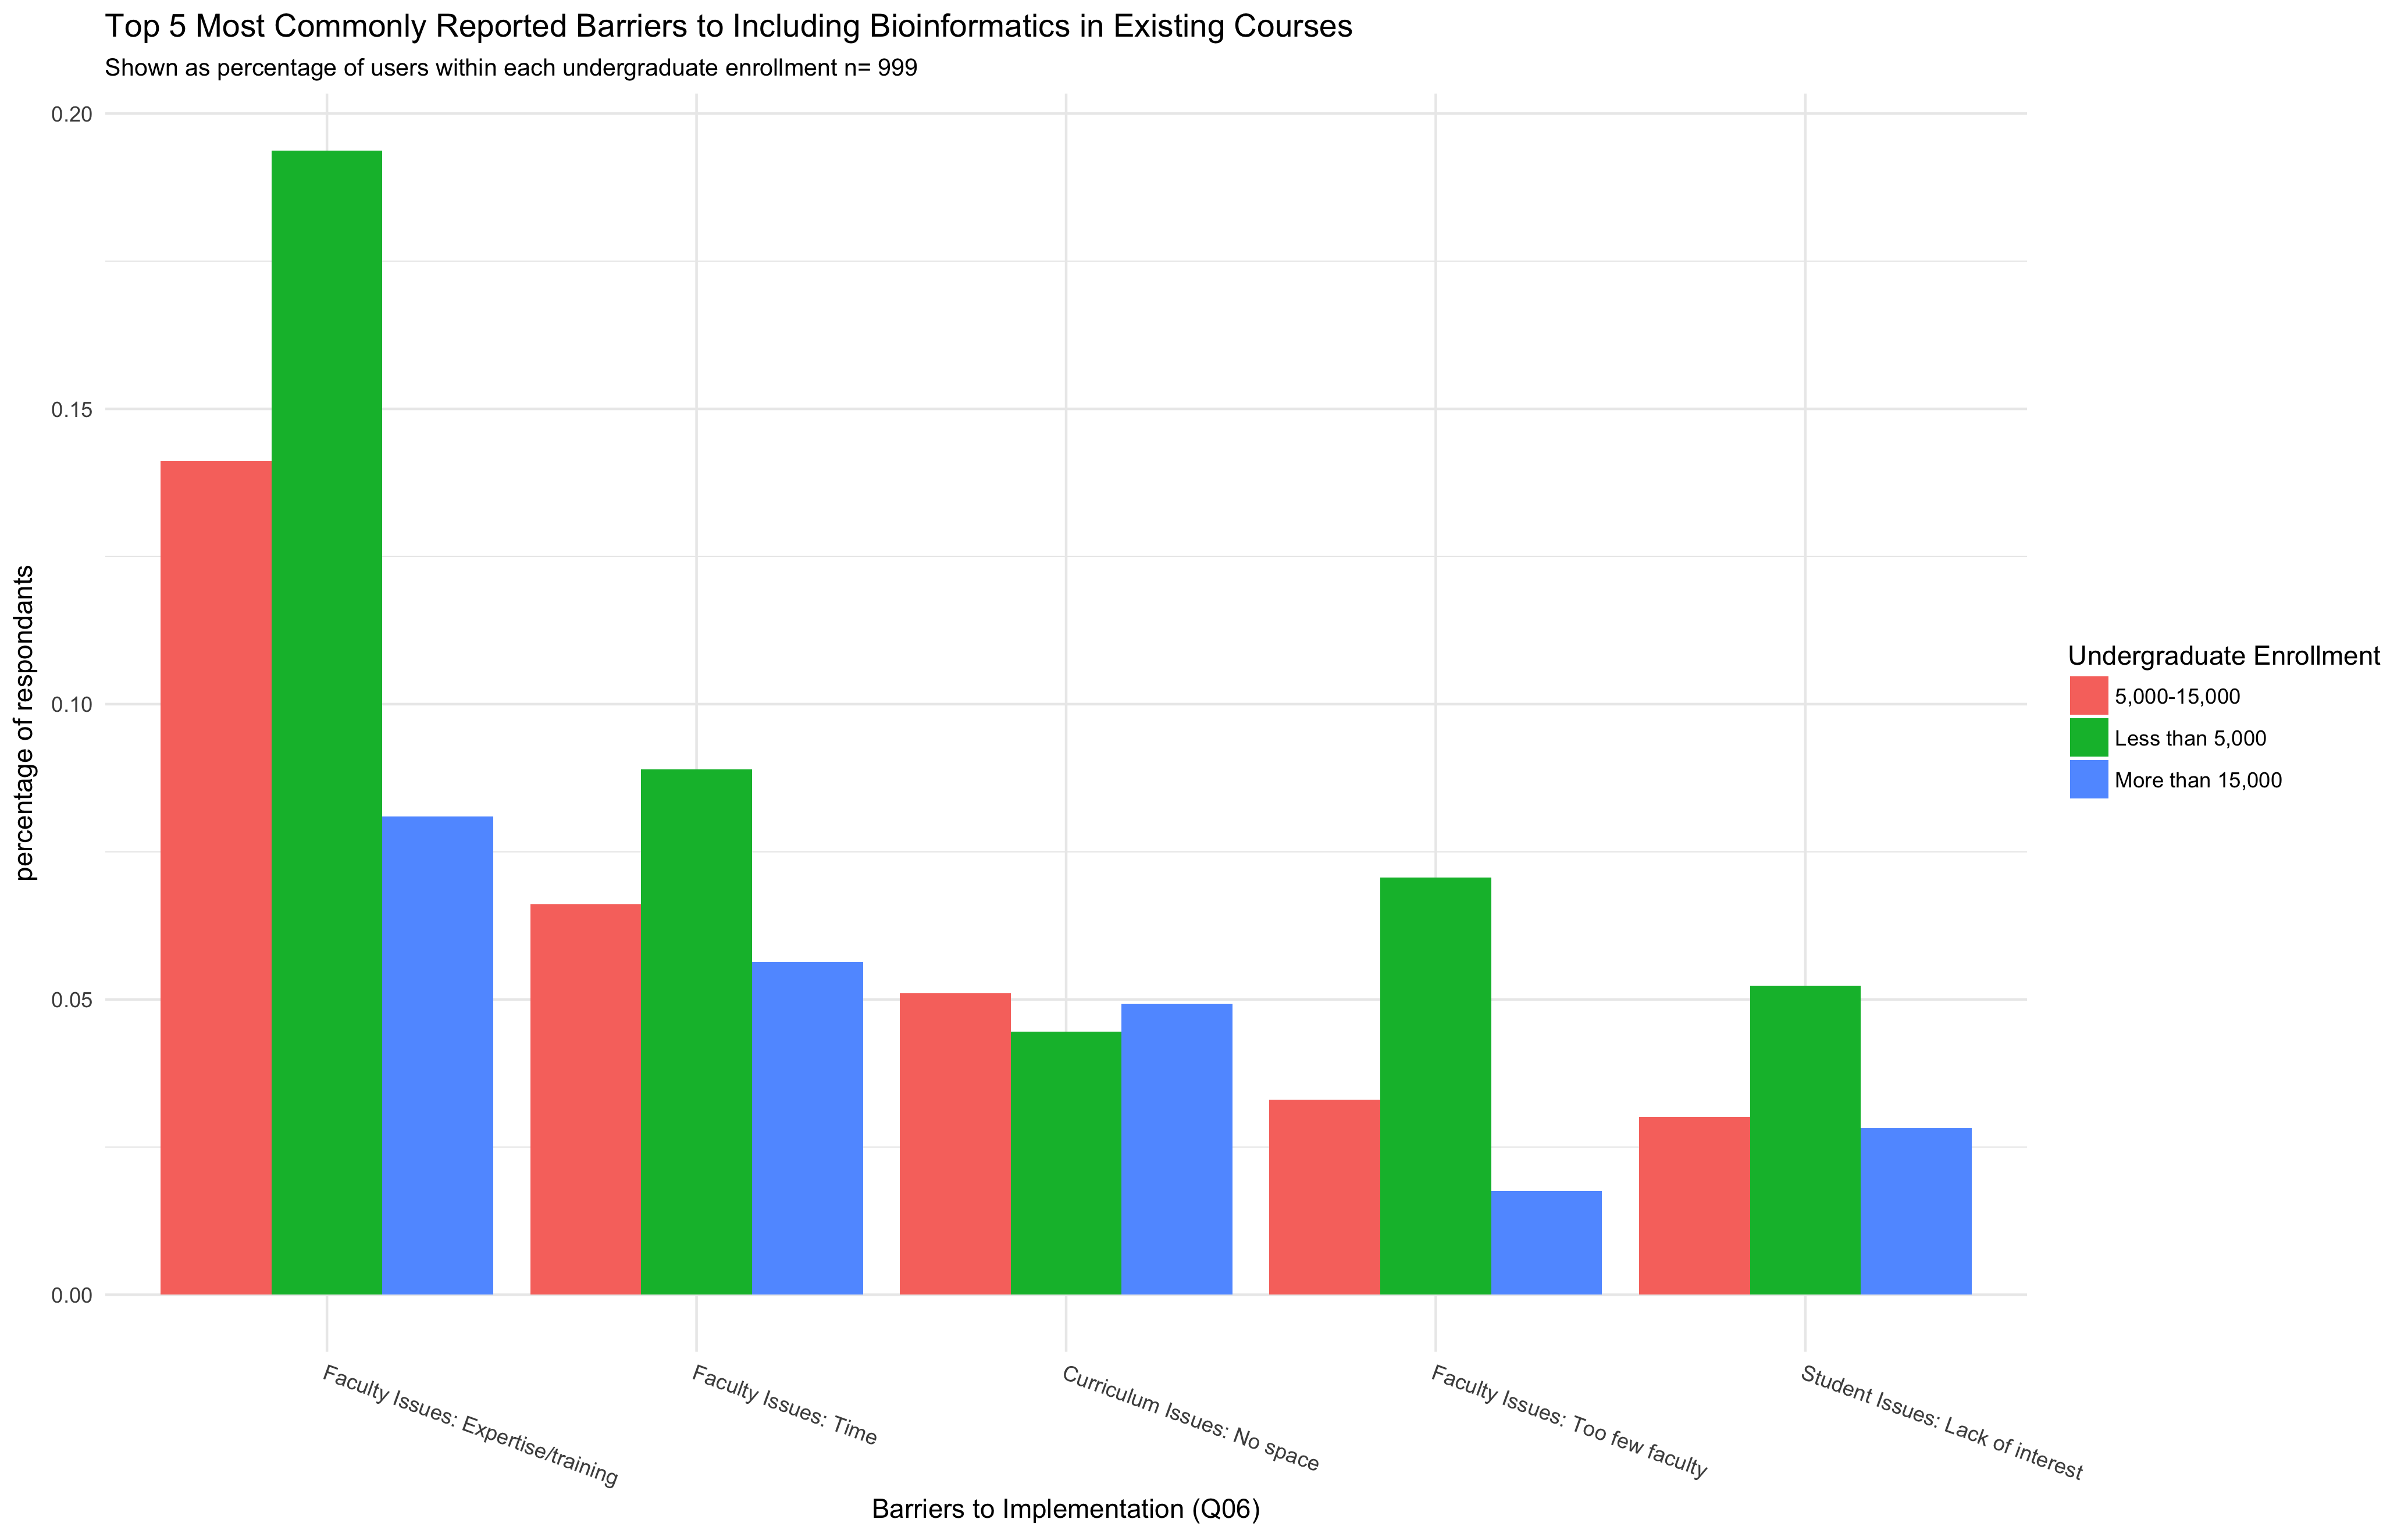 Top 5 Most Commonly Reported Barriers to Including Bioinformatics in Existing Courses
Shown as percentage of users within each undergraduate enrollment n= 999
percentage of respondants
0.20
0.15
0.10
0.05
0.00
Faculty Issues: Expertise/training
Faculty Issues: Time
Curriculum Issues: No space
Faculty Issues: Too few faculty
Student Issues: Lack of interest
Barriers to Implementation (Q06)
Undergraduate Enrollment
5,000-15,000
Less than 5,000
More than 15,000